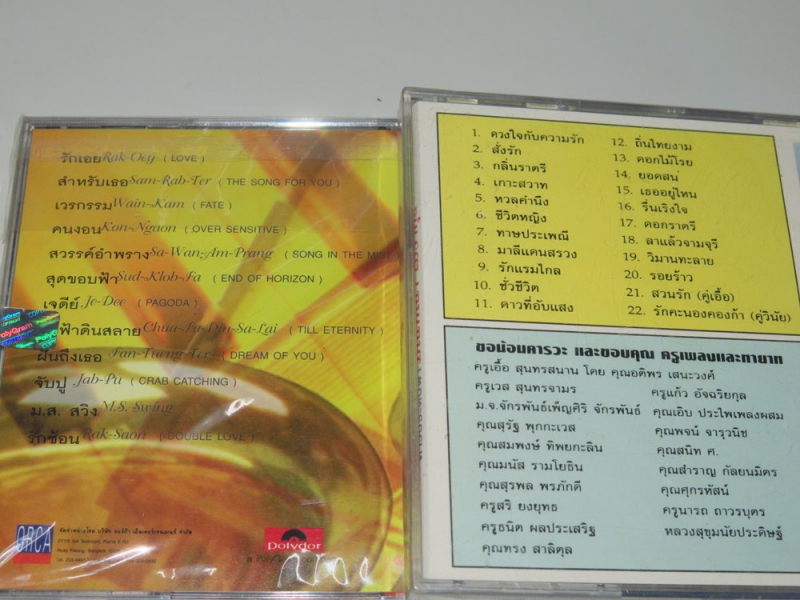 รักเอย Rak-Oey (LOVE)
สำหรับเธอ Sam-Rab-Ter (THE SONG FOR YOU)
เวรกรรม Wain-Kam (FATE)
คนงอน Kon-Ngaon (OVER SENSITIVE)
สวรรค์อำพราง Sa-Wan-Am-Prang (SONG IN THE
สุดขอบฟ้า Sud-Klob-Fa (END OF HORIZON)
เจดีย์ Je-Dee (PAGODA)
ฟ้าดินสลาย Chua-Fa-Din-Sa-Lai (TILL ETERNITY)
ฝันถึงเธอ Fan-Tueng-Ter (DREAM OF YOU)
จับปู Jab-Pu (CRAB CATCHING)
ม.ส. สวิง M.S. Swing
รักซ้อน Rak-Saon (DOUBLE LOVE)
ORCA
Polydor
1. ดวงใจกับความรัก
2. สั่งรัก
3. กลิ่นราตรี
4. เกาะสวาท
5. หวลคำนึง
6. ชีวิตหญิง
7. ทาษประเพณี
8. มาลีแดนสรวง
9. รักแรมไกล
10. ชั่วชีวิต
11. ดาวที่อับแสง
12. ถิ่นไทยงาม
13. ดอกไม้โรย
14. ยอดสน
15. เธออยู่ไหน
16. รื่นเริงใจ
17. ดอกราตรี
18. ลาแล้วจามจุรี
19. วิมานทะลาย
20. รอยร้าว
21. สวนรัก (คู่เอื้อ)
22. รักคะนองคองก้า (คู่วินัย)
ขอน้อมคารวะ และขอบคุณ ครูเพลงและทายาท
ครูเอื้อ สุนทรสนาน โดย คุณอติพร เสนะวงศ์
ครูเวส สุนทรจามร
ม.จ.จักรพันธ์เพ็ญศิริ จักรพันธ์
คุณสุรัฐ พุกกะเวส
คุณสมพงษ์ ทิพยกะลิน
คุณมนัส รามโยธิน
คุณสุรพล พรภักดี
ครูสริ ยงยุทธ
ครูธนิต ผลประเสริฐ
คุณทรง สาลิตุล
ครูแก้ว อัจฉริยกุล
คุณเอิบ ประไพเพลงผสม
คุณพจน์ จารุวนิช
คุณสนิท ศ.
คุณสำราญ กัลยนมิตร
คุณศุกรหัสน์
ครูนารถ ถาวรบุตร
หลวงสุขุมนัยประดิษฐ์